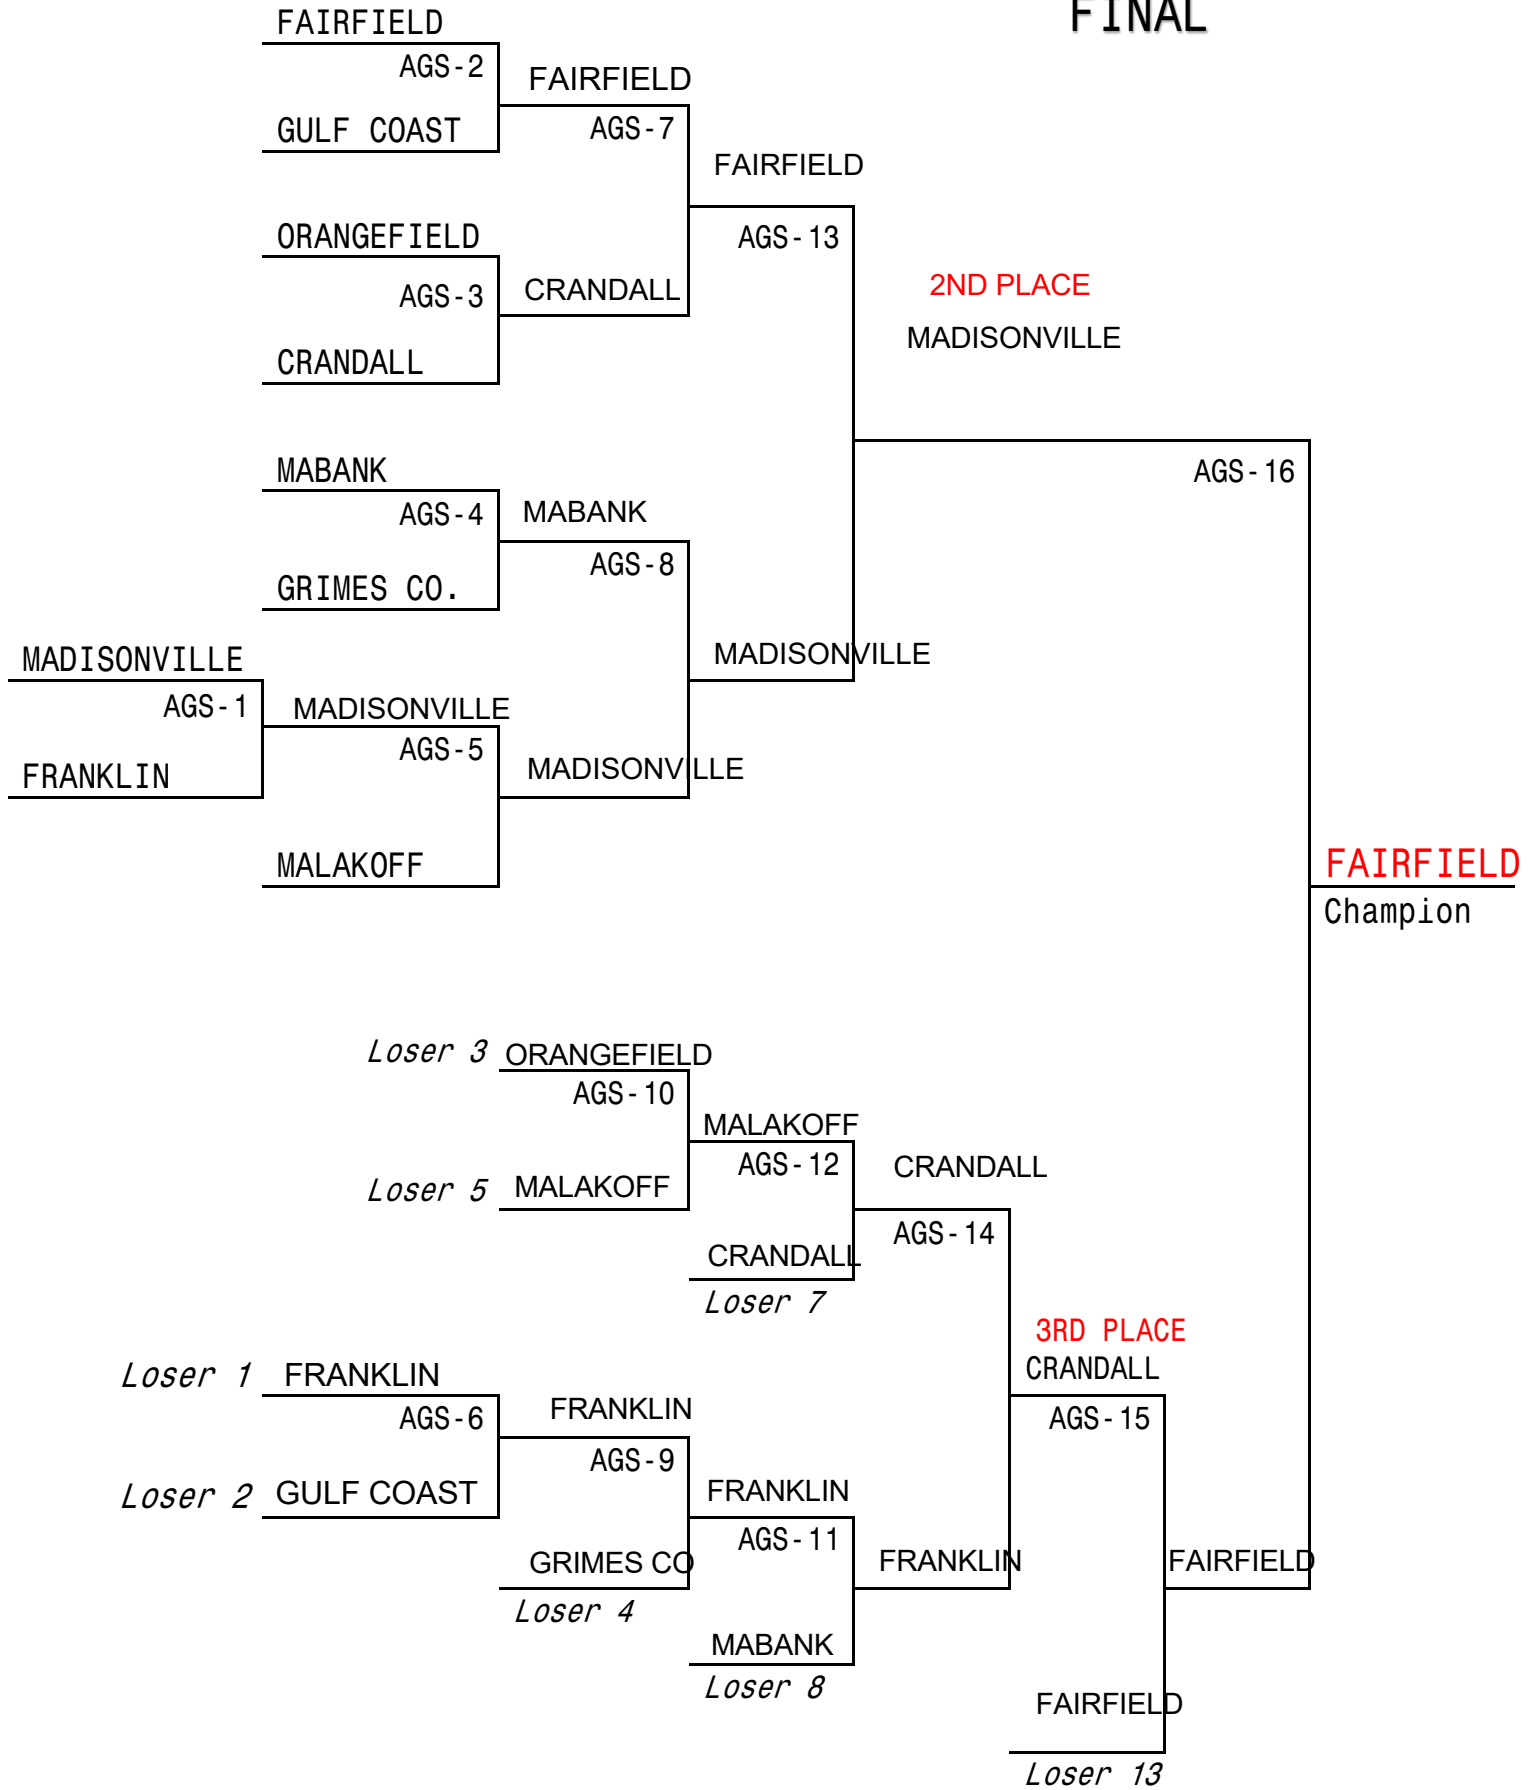 FINAL
FAIRFIELD
AGS-2
FAIRFIELD
GULF COAST
AGS-7
FAIRFIELD
ORANGEFIELD
AGS-13
AGS-3
CRANDALL
2ND PLACE
MADISONVILLE
CRANDALL
MABANK
AGS-16
AGS-4
MABANK
AGS-8
GRIMES CO.
MADISONVILLE
MADISONVILLE
AGS-1
MADISONVILLE
AGS-5
MADISONVILLE
FRANKLIN
MALAKOFF
FAIRFIELD
Champion
Loser 3
ORANGEFIELD
AGS-10
MALAKOFF
AGS-12
CRANDALL
Loser 5
MALAKOFF
AGS-14
CRANDALL
Loser 7
3RD PLACE
CRANDALL
Loser 1
FRANKLIN
AGS-6
FRANKLIN
AGS-15
AGS-9
Loser 2
GULF COAST
FRANKLIN
AGS-11
GRIMES CO
FRANKLIN
FAIRFIELD
Loser 4
MABANK
Loser 8
FAIRFIELD
Loser 13